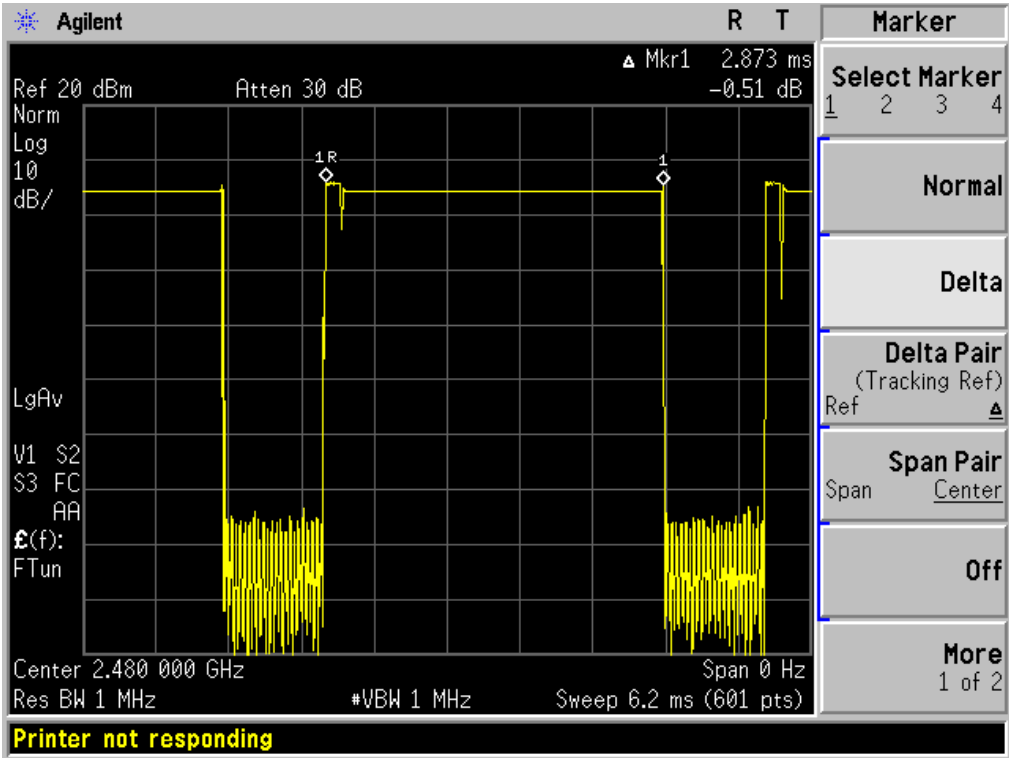 Agilent
R T
Marker
Δ Mkr1 2.873 ms
Ref 20 dBm
Atten 30 dB
-0.51 dB
Norm
Log
10
dB/
1R
1
LgAv
V1 S2
S3 FC
AA
£(f):
FTun
Center 2.480 000 GHz
Span 0 Hz
Res BW 1 MHz
#VBW 1 MHz
Sweep 6.2 ms (601 pts)
Printer not responding
Select Marker
1 2 3 4
Normal
Delta
Delta Pair
(Tracking Ref)
Ref Δ
Span Pair
Span Center
Off
More
1 of 2